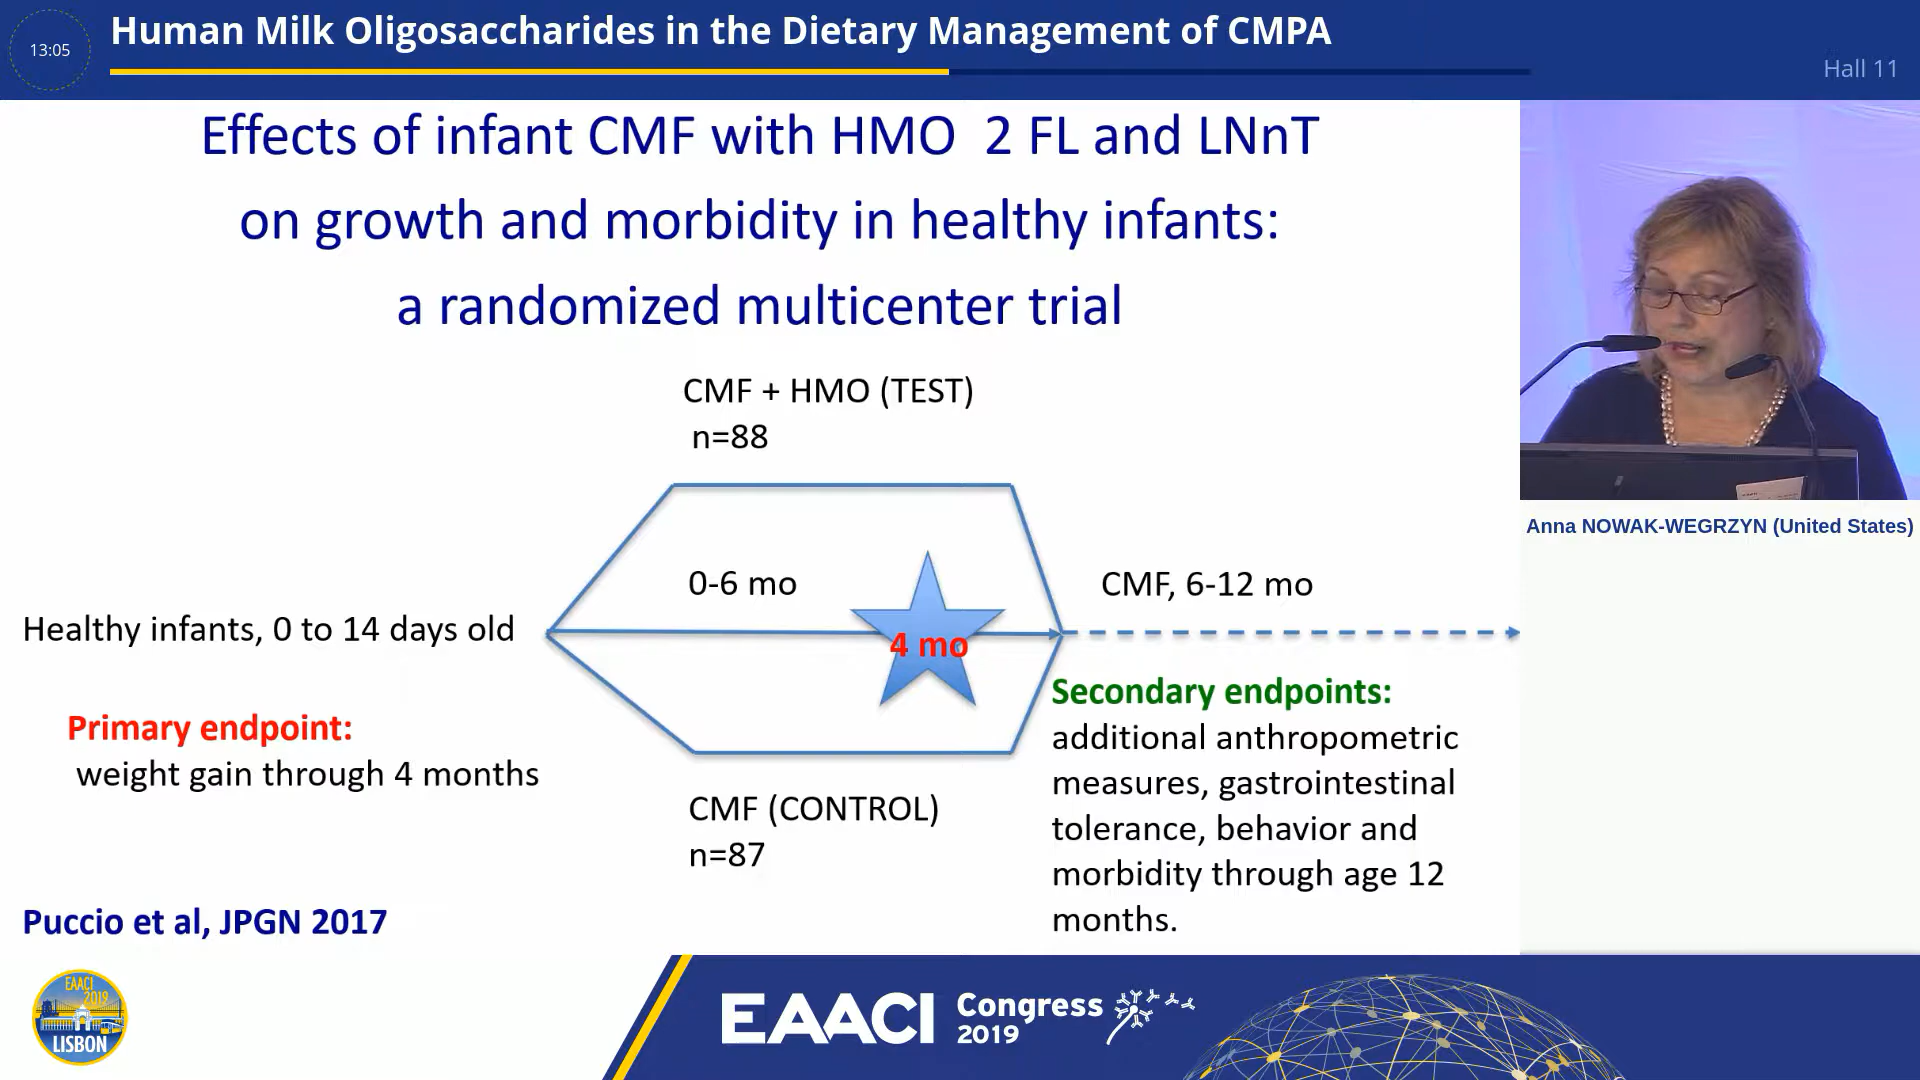 13:05
Human Milk Oligosaccharides in the Dietary Management of CMPA
Hall 11
Effects of infant CMF with HMO  2 FL and LNnT
on growth and morbidity in healthy infants:
a randomized multicenter trial
CMF + HMO (TEST)
n=88
0-6 mo
CMF, 6-12 mo
Healthy infants, 0 to 14 days old
4 mo
Primary endpoint:
weight gain through 4 months
Secondary endpoints:
additional anthropometric
measures, gastrointestinal
tolerance, behavior and
morbidity through age 12
months.
CMF (CONTROL)
n=87
Puccio et al, JPGN 2017
Anna NOWAK-WEGRZYN (United States)
EAACI
2019
LISBON
EAACI Congress
2019